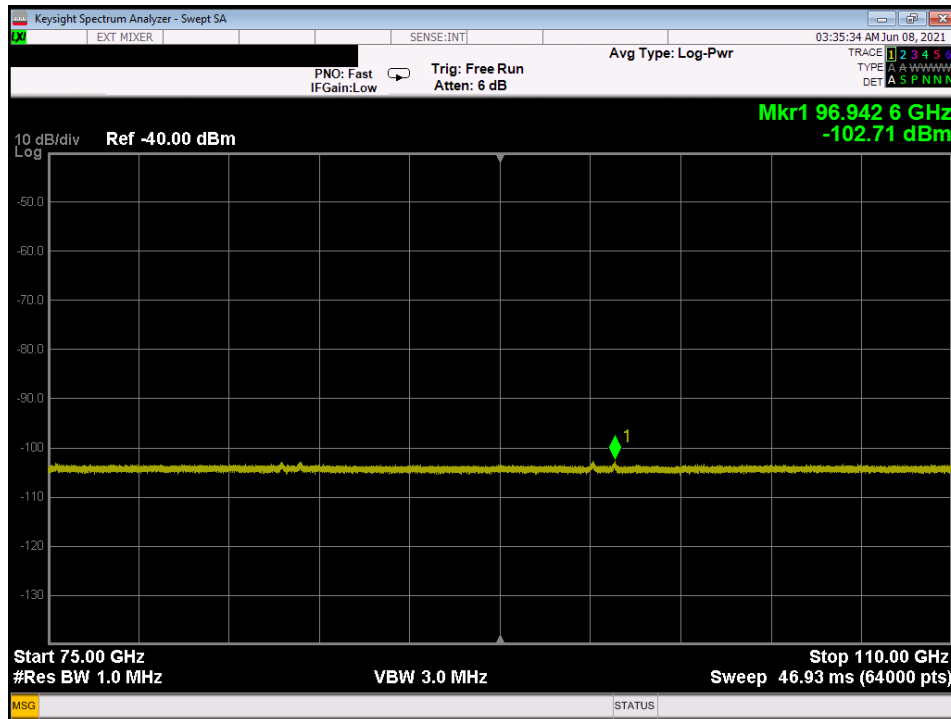 Keysight Spectrum Analyzer - Swept SA
LXI EXT MIXER SENSE:INT 03:35:34 AM Jun 08, 2021
Avg Type: Log-Pwr TRACE 1 2 3 4 5 6
PNO: Fast Trig: Free Run TYPE A A W W W W
IFGain:Low Atten: 6 dB DET A S P N N N
Mkr1 96.942 6 GHz
10 dB/div Ref -40.00 dBm -102.71 dBm
Log
-50.0
-60.0
-70.0
-80.0
-90.0
1
-100
-110
-120
-130
Start 75.00 GHz Stop 110.00 GHz
#Res BW 1.0 MHz VBW 3.0 MHz Sweep 46.93 ms (64000 pts)
MSG STATUS